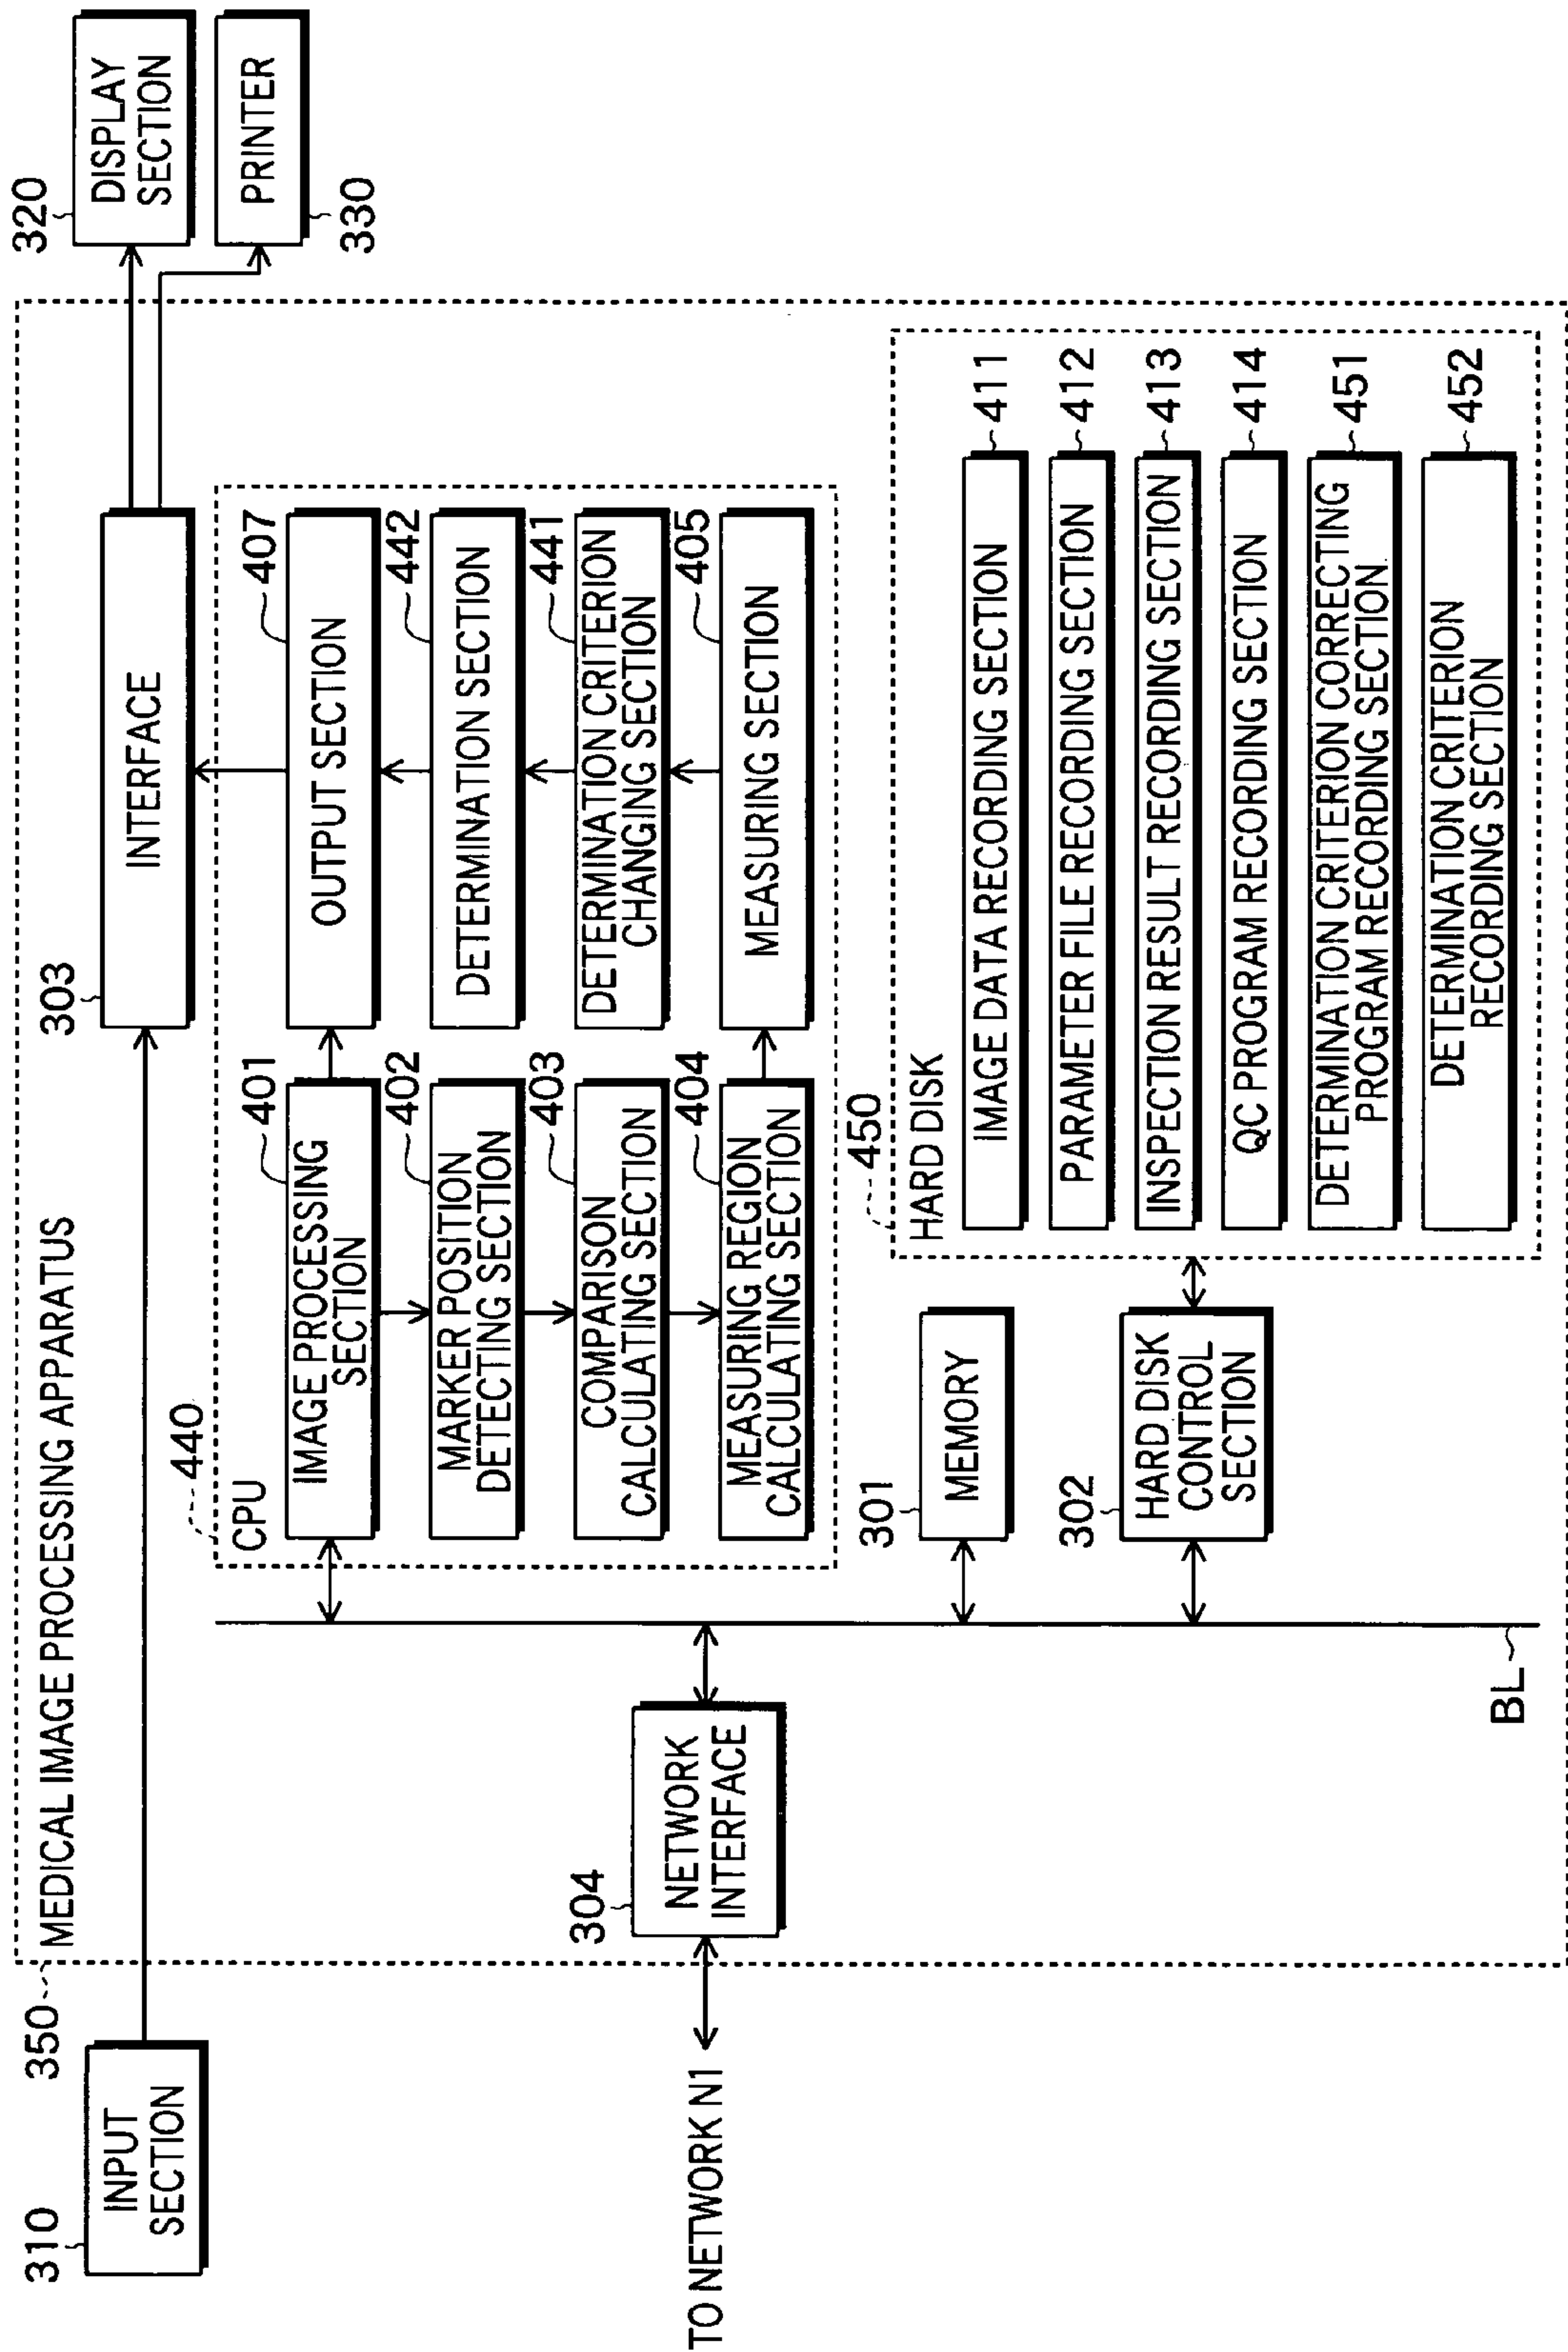 310
INPUT
SECTION
350
MEDICAL IMAGE PROCESSING APPARATUS
303
INTERFACE
320
DISPLAY
SECTION
PRINTER
330
440
CPU
401
IMAGE PROCESSING
SECTION
402
MARKER POSITION
DETECTING SECTION
403
COMPARISON
CALCULATING SECTION
404
MEASURING REGION
CALCULATING SECTION
407
OUTPUT SECTION
442
DETERMINATION SECTION
441
DETERMINATION CRITERION
CHANGING SECTION
405
MEASURING SECTION
304
NETWORK
INTERFACE
TO NETWORK N1
301
MEMORY
302
HARD DISK
CONTROL
SECTION
BL
450
HARD DISK
IMAGE DATA RECORDING SECTION
411
PARAMETER FILE RECORDING SECTION
412
INSPECTION RESULT RECORDING SECTION
413
QC PROGRAM RECORDING SECTION
414
DETERMINATION CRITERION CORRECTING
PROGRAM RECORDING SECTION
451
DETERMINATION CRITERION
RECORDING SECTION
452